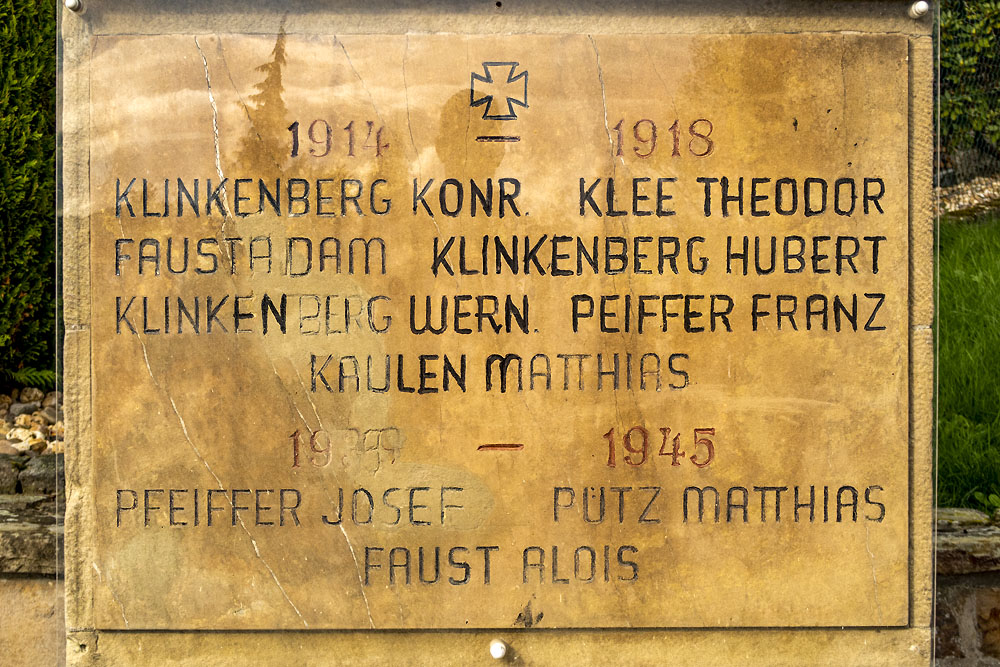 1914 – 1918
KLINKENBERG KONR. KLEE THEODOR
FAUST ADAM KLINKENBERG HUBERT
KLINKENBERG WERN. PEIFFER FRANZ
KAULEN MATTHIAS
1939 – 1945
PFEIFFER JOSEF PÜTZ MATTHIAS
FAUST ALOIS